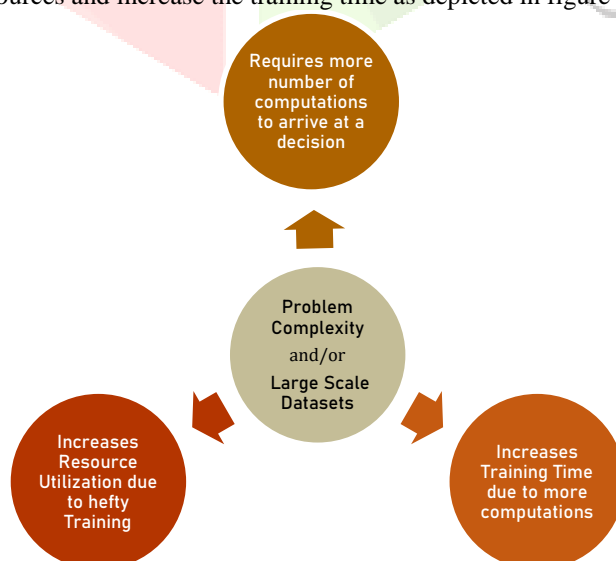 ources and increase the training time as depicted in figure
Requires more
number of
computations
to arrive at a
decision
Problem
Complexity
and/or
Large Scale
Datasets
Increases
Resource
Utilization due
to hefty
Training
Increases
Training Time
due to more
computations